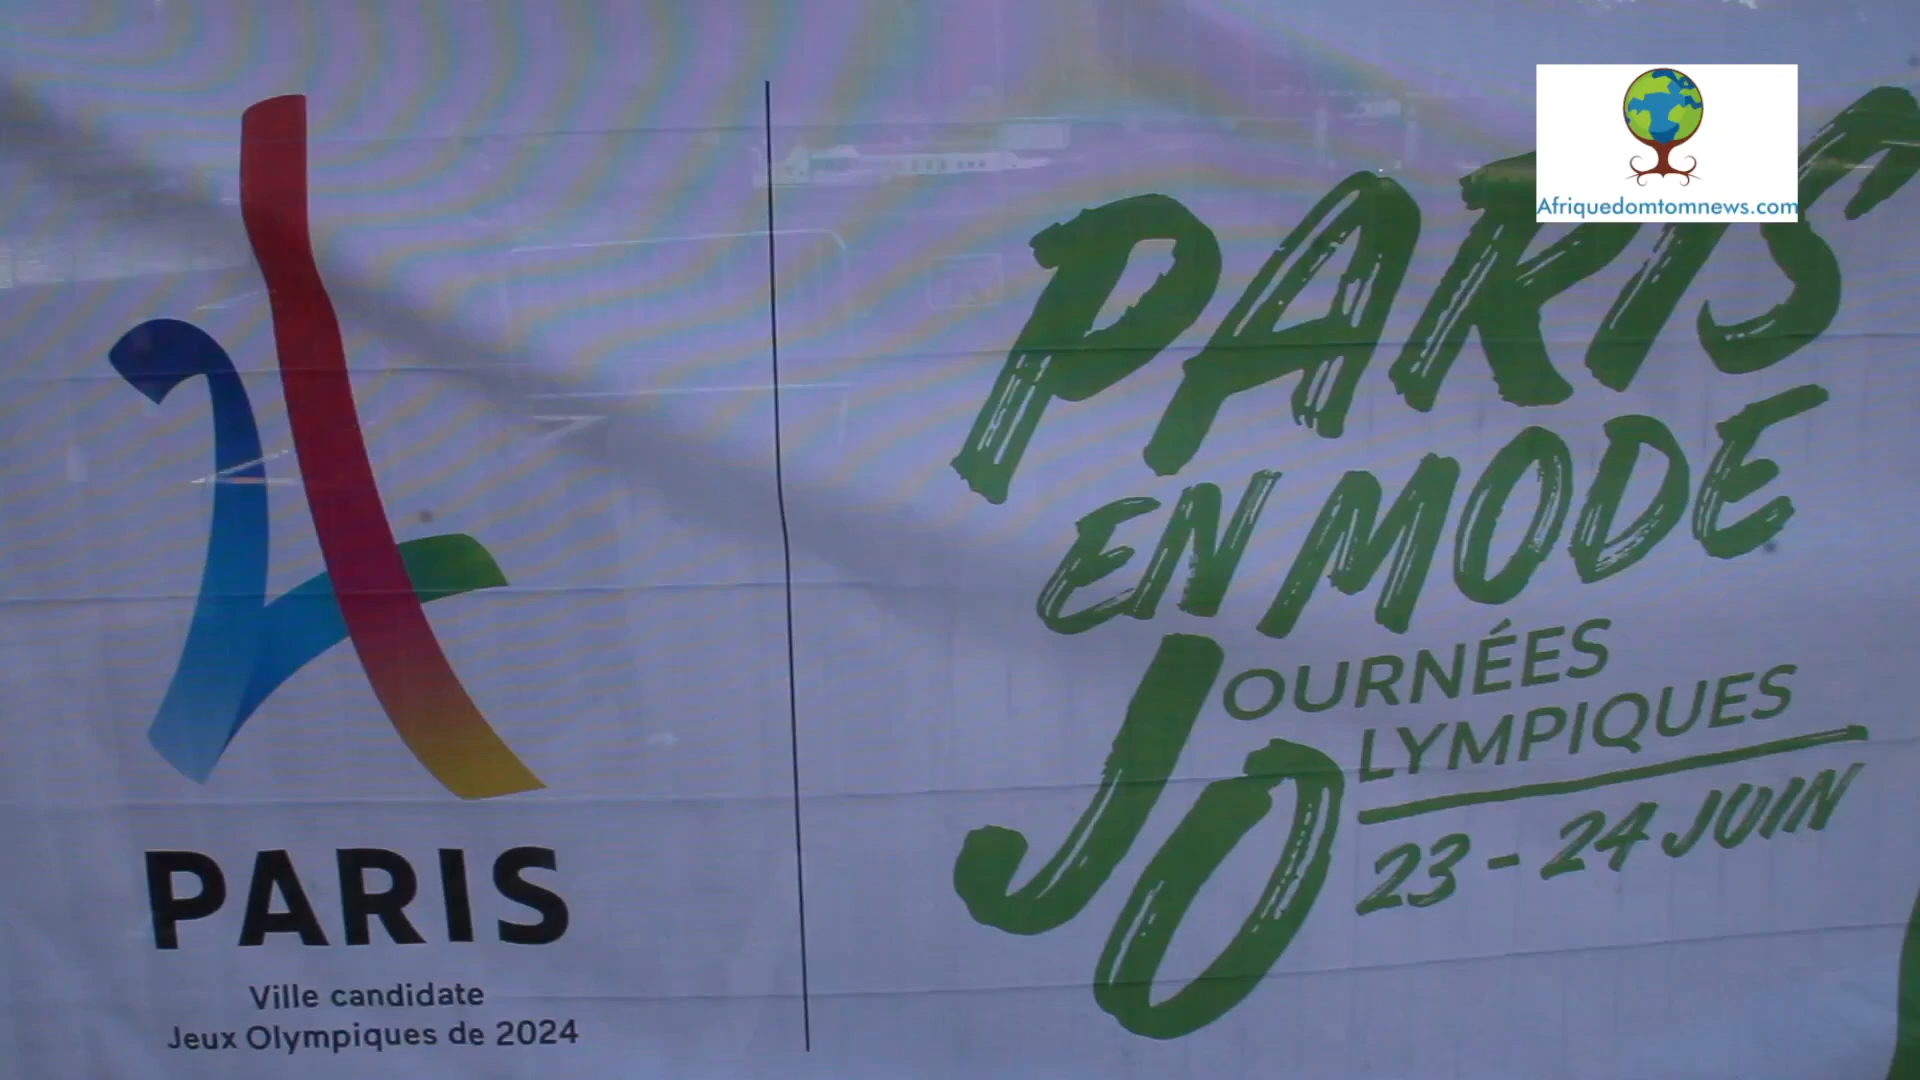 Afriquedomtomnews.com
PARIS
Ville candidate
Jeux Olympiques de 2024
PARIS
EN MODE
JOURNÉES
OLYMPIQUES
23 - 24 JUIN